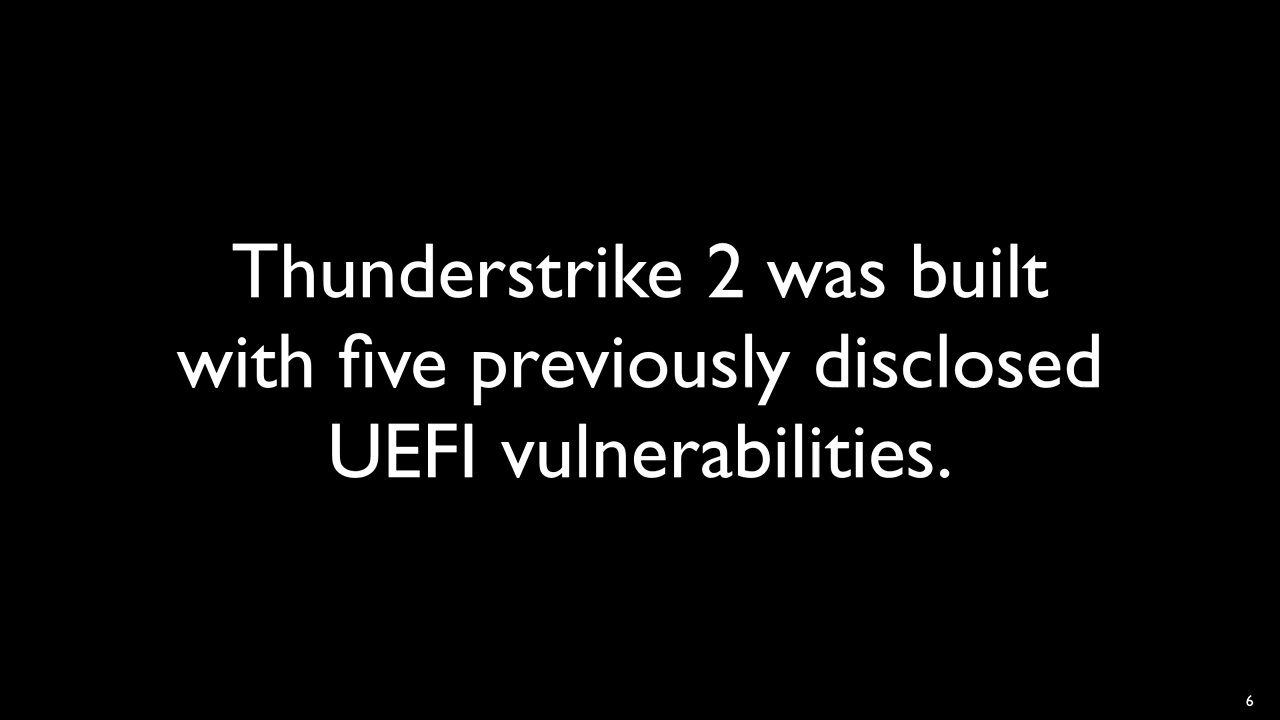 Thunderstrike 2 was built
with five previously disclosed
UEFI vulnerabilities.
6